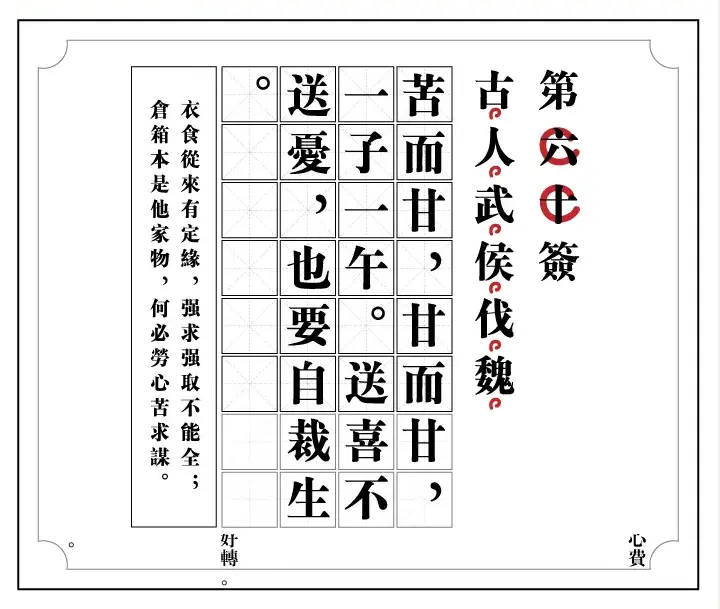 第六十簽
古人武侯伐魏
苦而甘，甘而甘，
一子一午。送喜不
送憂，也要自裁生
。
衣食從來有定緣，强求强取不能全；
倉箱本是他家物，何必勞心苦求謀。
心費
好轉。
。